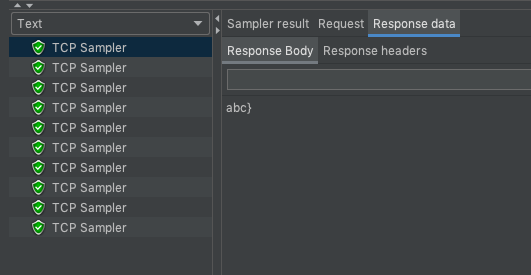 Text
TCP Sampler
TCP Sampler
TCP Sampler
TCP Sampler
TCP Sampler
TCP Sampler
TCP Sampler
TCP Sampler
TCP Sampler
TCP Sampler
Sampler result Request Response data
Response Body Response headers
abc}